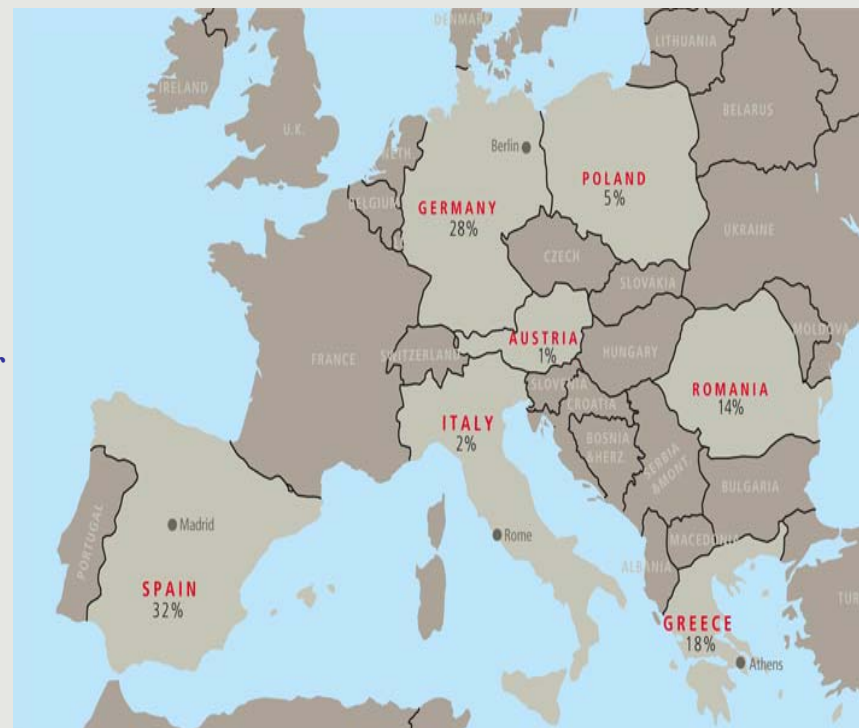 DENMARK
LITHUANIA
IRELAND
U.K.
BELARUS
NETH
Berlin
POLAND
5%
BELGIUM
GERMANY
28%
UKRAINE
CZECH
SLOVAKIA
MOLDOVA
AUSTRIA
1%
FRANCE
SWITZERLAND
HUNGARY
SLOVENIA
ROMANIA
14%
CROATIA
ITALY
2%
BOSNIA
&HERZ.
SERBIA
&MONT.
BULGARIA
PORTUGAL
Madrid
Rome
MACEDONIA
ALBANIA
SPAIN
32%
TUR
GREECE
18%
Athens